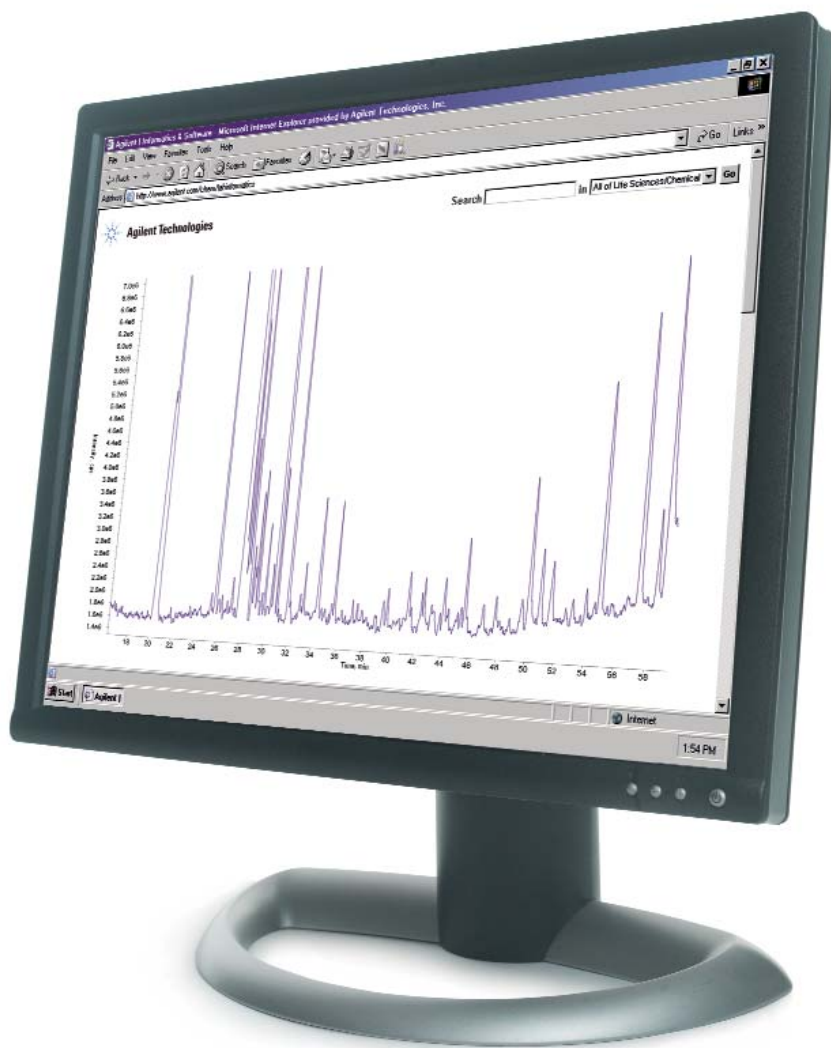 Agilent | Informatics & Software - Microsoft Internet Explorer provided by Agilent Technologies, Inc.
File Edit View Favorites Tools Help
Back Search Favorites
Go Links »
Address http://www.agilent.com/chem/labinformatics
Search in All of Life Sciences/Chemical Go
Agilent Technologies
7.0e6
6.8e6
6.6e6
6.4e6
6.2e6
6.0e6
5.8e6
5.6e6
5.4e6
5.2e6
5.0e6
4.8e6
4.6e6
4.4e6
4.2e6
4.0e6
3.8e6
3.6e6
3.4e6
3.2e6
3.0e6
2.8e6
2.6e6
2.4e6
2.2e6
2.0e6
1.8e6
1.6e6
1.4e6
18 20 22 24 26 28 30 32 34 36 38 40 42 44 46 48 50 52 54 56 58
Time, min
Start Agilent |
Internet
1:54 PM